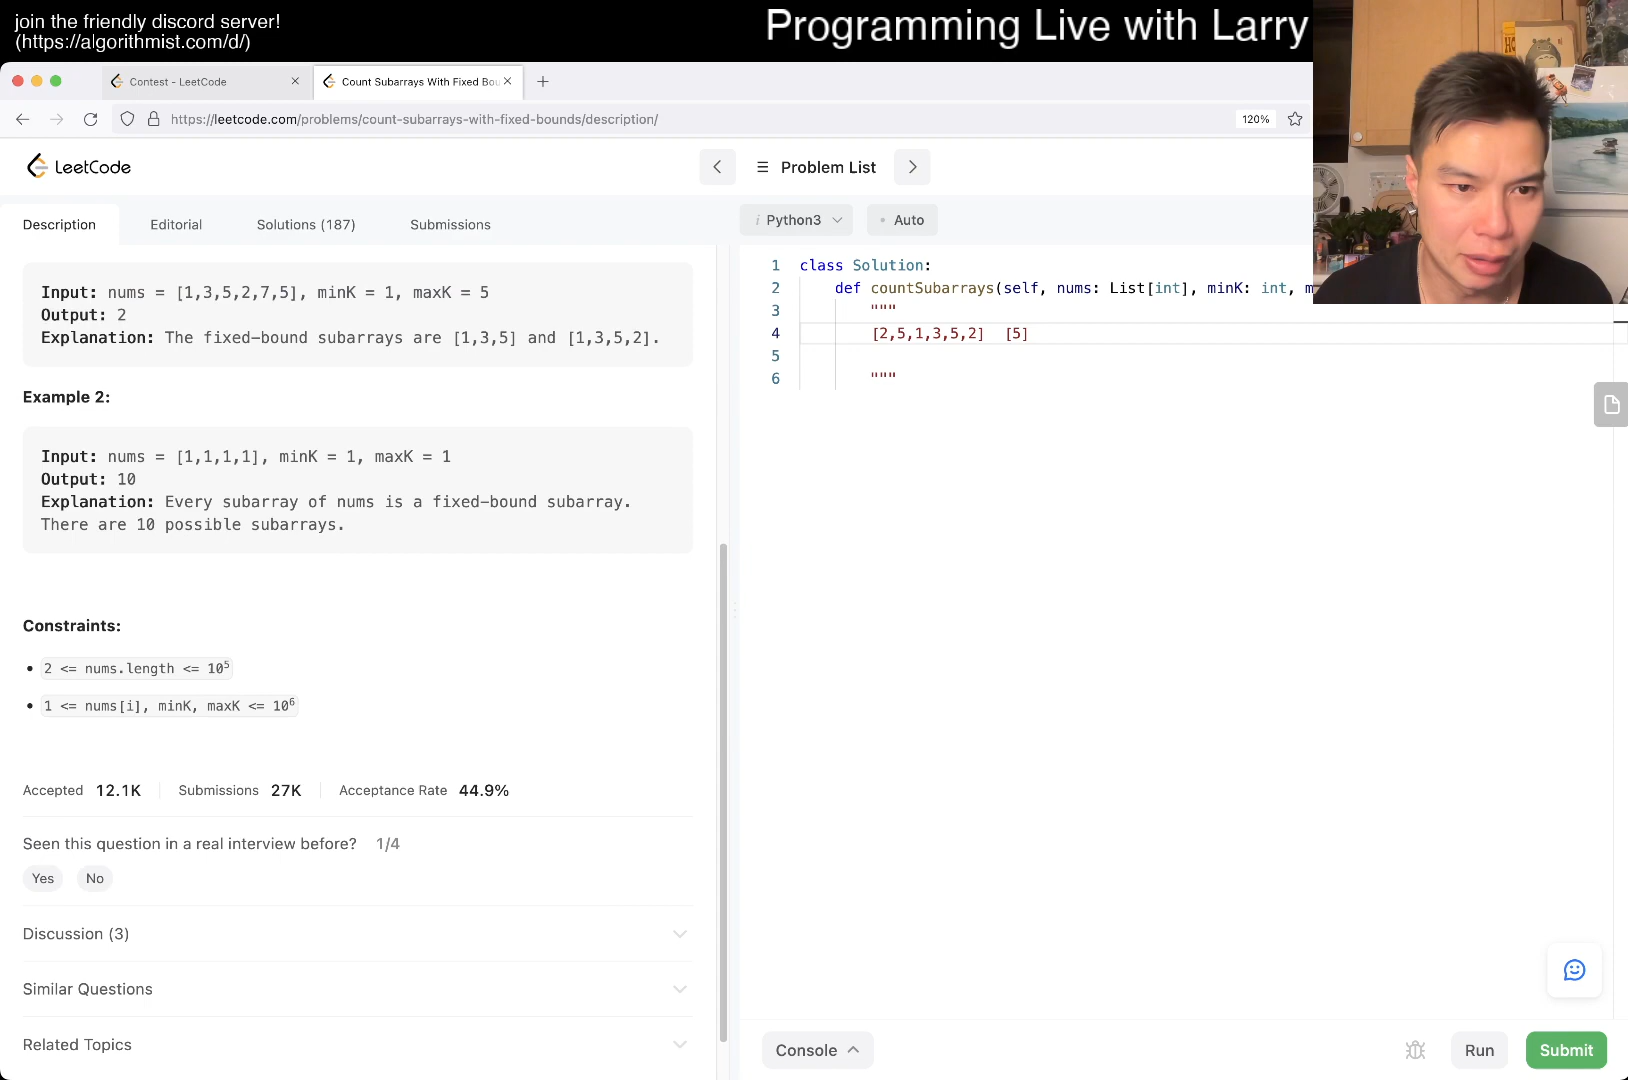 join the friendly discord server!
(https://algorithmist.com/d/)
Programming Live with Larry
Contest - LeetCode
Count Subarrays With Fixed Bou
https://leetcode.com/problems/count-subarrays-with-fixed-bounds/description/
120%
LeetCode
Problem List
Description
Editorial
Solutions (187)
Submissions
i Python3
Auto
Input: nums = [1,3,5,2,7,5], minK = 1, maxK = 5
Output: 2
Explanation: The fixed-bound subarrays are [1,3,5] and [1,3,5,2].
Example 2:
Input: nums = [1,1,1,1], minK = 1, maxK = 1
Output: 10
Explanation: Every subarray of nums is a fixed-bound subarray.
There are 10 possible subarrays.
Constraints:
• 2 <= nums.length <= 10⁵
• 1 <= nums[i], minK, maxK <= 10⁶
Accepted 12.1K
Submissions 27K
Acceptance Rate 44.9%
Seen this question in a real interview before? 1/4
Yes
No
Discussion (3)
Similar Questions
Related Topics
1 class Solution:
2 def countSubarrays(self, nums: List[int], minK: int, m
3 """
4 [2,5,1,3,5,2] [5]
5
6 """
Console
Run
Submit